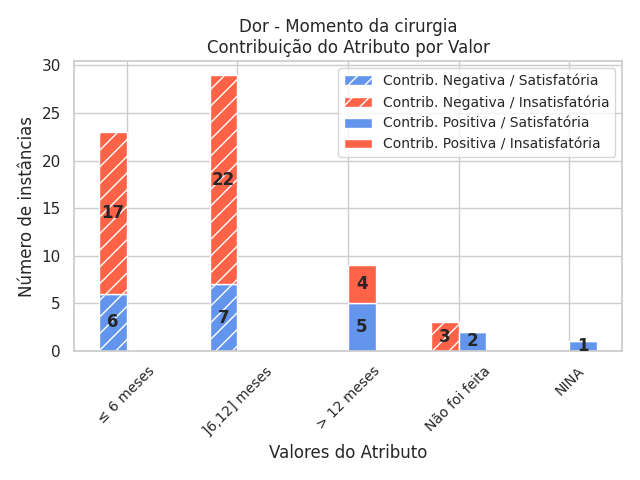 Dor - Momento da cirurgia
Contribuição do Atributo por Valor
Contrib. Negativa / Satisfatória
Contrib. Negativa / Insatisfatória
Contrib. Positiva / Satisfatória
Contrib. Positiva / Insatisfatória
Número de instâncias
30
25
20
15
10
5
0
17
6
22
7
4
5
3
2
1
≤ 6 meses
]6,12] meses
> 12 meses
Não foi feita
NINA
Valores do Atributo